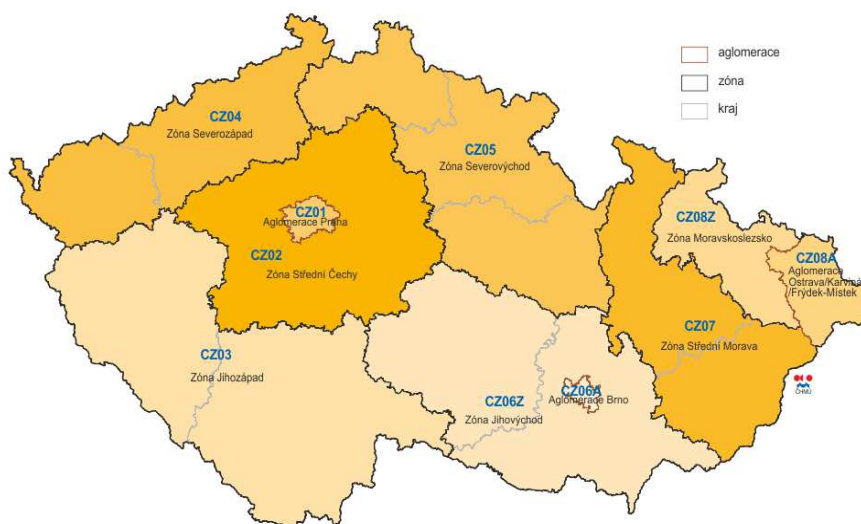 aglomerace
zóna
kraj
CZ04
Zóna Severozápad
CZ05
Zóna Severovýchod
CZ01
Aglomerace Praha
CZ02
Zóna Střední Čechy
CZ08Z
Zóna Moravskoslezsko
CZ08A
Aglomerace
Ostrava/Karviná
/Frýdek-Místek
CZ07
Zóna Střední Morava
CZ03
Zóna Jihozápad
CZ06Z
Zóna Jihovýchod
CZ06A
Aglomerace Brno
ČHMÚ